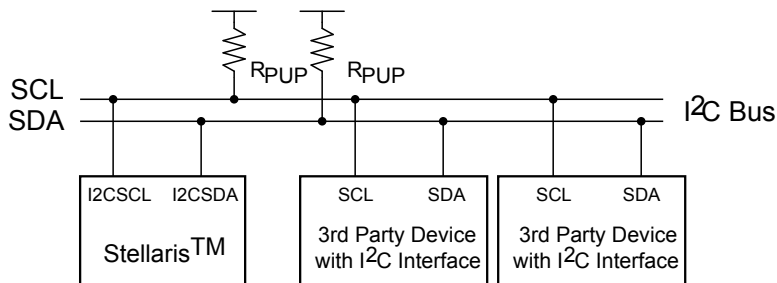 RPUP RPUP
SCL
SDA
I²C Bus
I2CSCL I2CSDA
SCL SDA
SCL SDA
Stellaris™
3rd Party Device
with I²C Interface
3rd Party Device
with I²C Interface